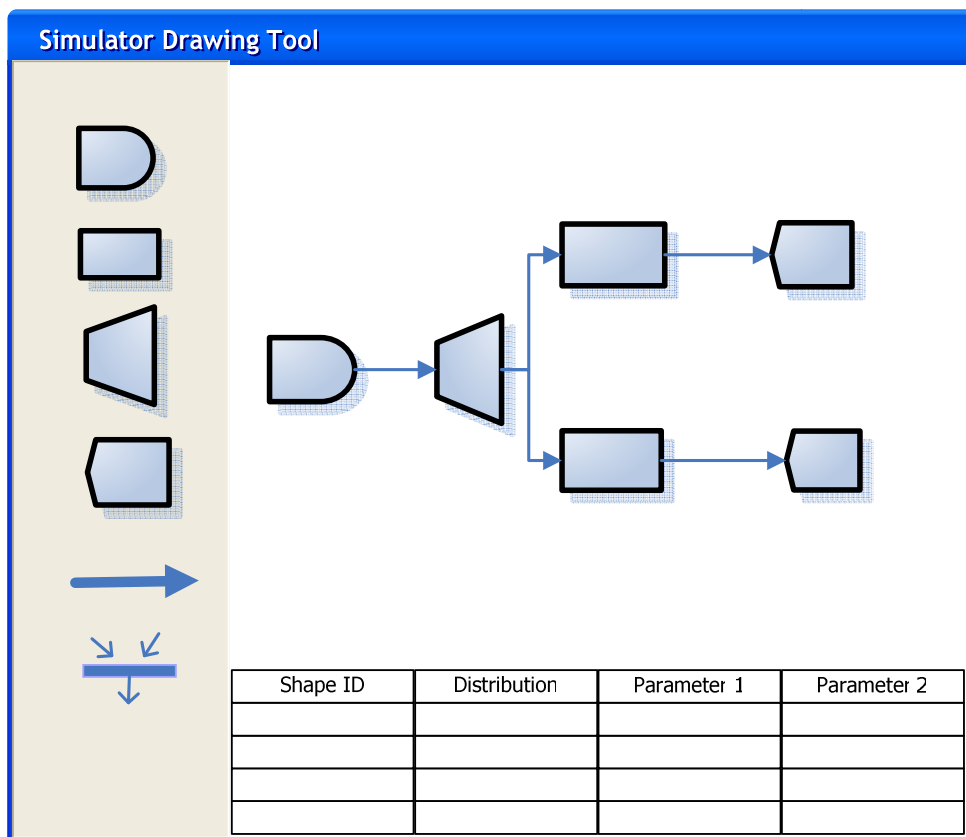 Simulator Drawing Tool
Shape ID Distribution Parameter 1 Parameter 2